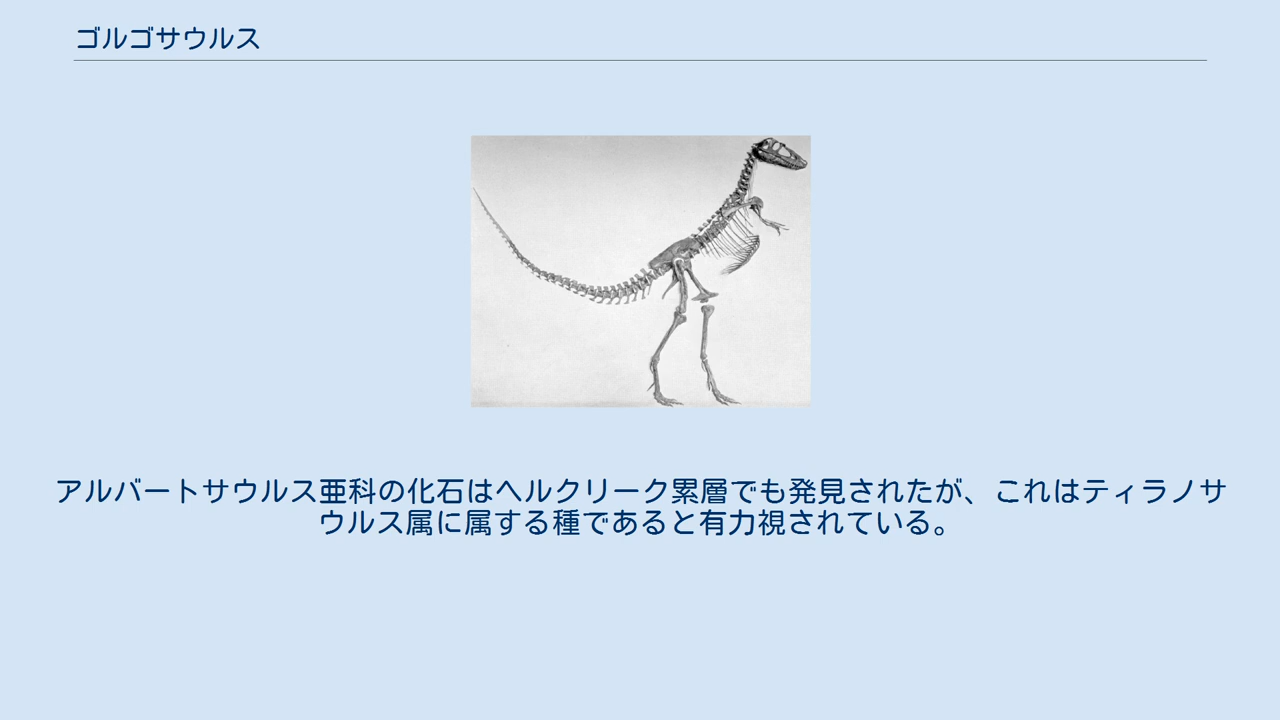 ゴルゴサウルス
アルバートサウルス亜科の化石はヘルクリーク累層でも発見されたが、これはティラノサ
ウルス属に属する種であると有力視されている。